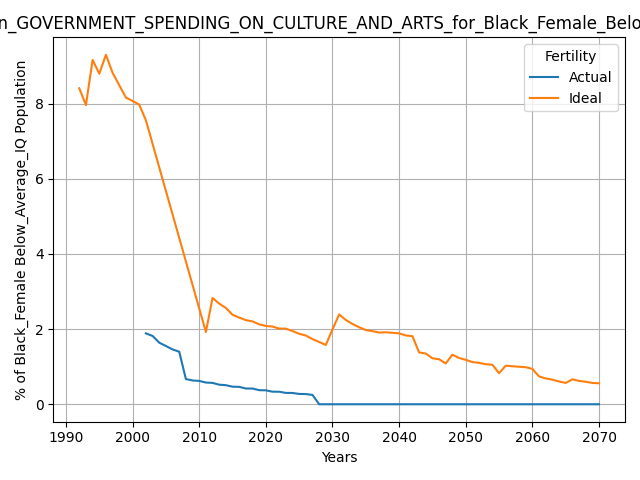 n_GOVERNMENT_SPENDING_ON_CULTURE_AND_ARTS_for_Black_Female_Belo
Fertility
Actual
Ideal
% of Black_Female Below_Average_IQ Population
8
6
4
2
0
1990 2000 2010 2020 2030 2040 2050 2060 2070
Years